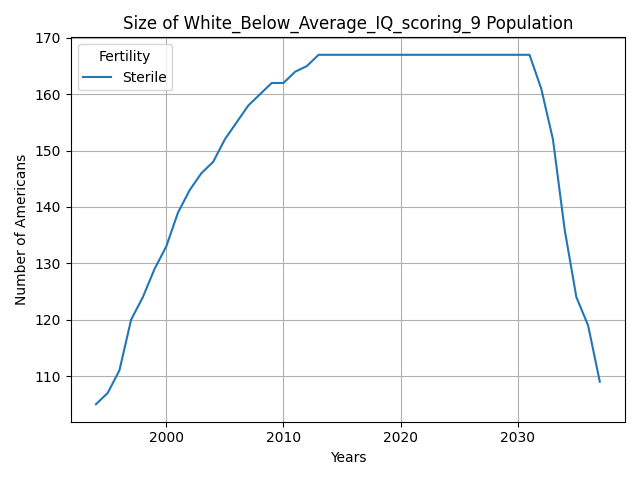 Size of White_Below_Average_IQ_scoring_9 Population
Fertility
Sterile
170
160
150
140
130
120
110
Number of Americans
2000 2010 2020 2030
Years